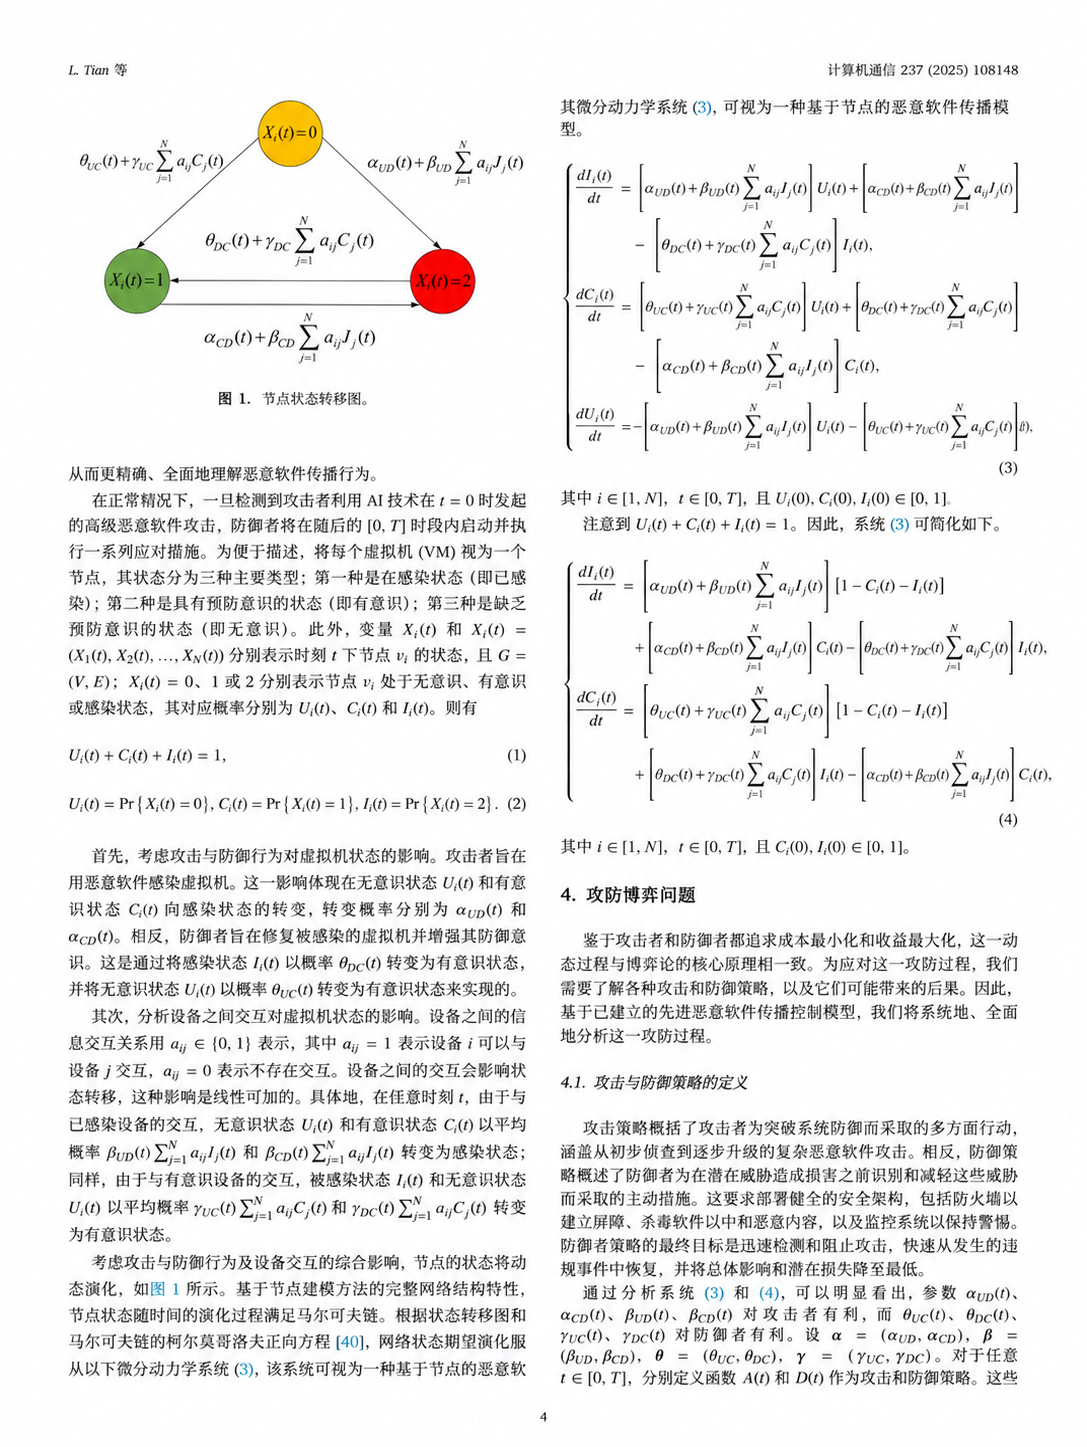 L. Tian 等
计算机通信 237 (2025) 108148
X_i(t)=0
θ_UC(t)+γ_UC ∑_{j=1}^{N} a_ij C_j(t)
α_UD(t)+β_UD ∑_{j=1}^{N} a_ij J_j(t)
θ_DC(t)+γ_DC ∑_{j=1}^{N} a_ij C_j(t)
X_i(t)=1
X_i(t)=2
α_CD(t)+β_CD ∑_{j=1}^{N} a_ij J_j(t)
图 1. 节点状态转移图。
从而更精确、全面地理解恶意软件传播行为。
在正常情况下，一旦检测到攻击者利用 AI 技术在 t = 0 时发起
的高级恶意软件攻击，防御者将在随后的 [0, T] 时段内启动并执
行一系列应对措施。为便于描述，将每个虚拟机 (VM) 视为一个
节点，其状态分为三种主要类型；第一种是在感染状态 (即已感
染)；第二种是具有预防意识的状态 (即有意识)；第三种是缺乏
预防意识的状态 (即无意识)。此外，变量 X_i(t) 和 X_i(t) =
(X_1(t), X_2(t), …, X_N(t)) 分别表示时刻 t 下节点 v_i 的状态，且 G =
(V, E)；X_i(t) = 0、1 或 2 分别表示节点 v_i 处于无意识、有意识
或感染状态，其对应概率分别为 U_i(t)、C_i(t) 和 I_i(t)。则有
U_i(t) + C_i(t) + I_i(t) = 1, (1)
U_i(t) = Pr { X_i(t) = 0}, C_i(t) = Pr { X_i(t) = 1}, I_i(t) = Pr { X_i(t) = 2}. (2)
首先，考虑攻击与防御行为对虚拟机状态的影响。攻击者旨在
用恶意软件感染虚拟机。这一影响体现在无意识状态 U_i(t) 和有意
识状态 C_i(t) 向感染状态的转变，转变概率分别为 α_UD(t) 和
α_CD(t)。相反，防御者旨在修复被感染的虚拟机并增强其防御意
识。这是通过将感染状态 I_i(t) 以概率 θ_DC(t) 转变为有意识状态，
并将无意识状态 U_i(t) 以概率 θ_UC(t) 转变为有意识状态来实现的。
其次，分析设备之间交互对虚拟机状态的影响。设备之间的信
息交互关系用 a_ij ∈ {0, 1} 表示，其中 a_ij = 1 表示设备 i 可以与
设备 j 交互，a_ij = 0 表示不存在交互。设备之间的交互会影响状
态转移，这种影响是线性可加的。具体地，在任意时刻 t，由于与
已感染设备的交互，无意识状态 U_i(t) 和有意识状态 C_i(t) 以平均
概率 β_UD(t) ∑_{j=1}^{N} a_ij I_j(t) 和 β_CD(t) ∑_{j=1}^{N} a_ij I_j(t) 转变为感染状态；
同样，由于与有意识设备的交互，被感染状态 I_i(t) 和无意识状态
U_i(t) 以平均概率 γ_UC(t) ∑_{j=1}^{N} a_ij C_j(t) 和 γ_DC(t) ∑_{j=1}^{N} a_ij C_j(t) 转变
为有意识状态。
考虑攻击与防御行为及设备交互的综合影响，节点的状态将动
态演化，如图 1 所示。基于节点建模方法的完整网络结构特性，
节点状态随时间的演化过程满足马尔可夫链。根据状态转移图和
马尔可夫链的柯尔莫哥洛夫正向方程 [40]，网络状态期望演化服
从以下微分动力学系统 (3)，该系统可视为一种基于节点的恶意软
其微分动力学系统 (3), 可视为一种基于节点的恶意软件传播模
型。
dI_i(t)/dt = [α_UD(t)+β_UD(t) ∑_{j=1}^{N} a_ij I_j(t)] U_i(t) + [α_CD(t)+β_CD(t) ∑_{j=1}^{N} a_ij I_j(t)]
− [θ_DC(t)+γ_DC(t) ∑_{j=1}^{N} a_ij C_j(t)] I_i(t),
dC_i(t)/dt = [θ_UC(t)+γ_UC(t) ∑_{j=1}^{N} a_ij C_j(t)] U_i(t) + [θ_DC(t)+γ_DC(t) ∑_{j=1}^{N} a_ij C_j(t)]
− [α_CD(t) + β_CD(t) ∑_{j=1}^{N} a_ij I_j(t)] C_i(t),
dU_i(t)/dt = −[α_UD(t)+β_UD(t) ∑_{j=1}^{N} a_ij I_j(t)] U_i(t) − [θ_UC(t)+γ_UC(t) ∑_{j=1}^{N} a_ij C_j(t)]
(3)
其中 i ∈ [1, N]，t ∈ [0, T]，且 U_i(0), C_i(0), I_i(0) ∈ [0, 1]。
注意到 U_i(t) + C_i(t) + I_i(t) = 1。因此，系统 (3) 可简化如下。
dI_i(t)/dt = [α_UD(t) + β_UD(t) ∑_{j=1}^{N} a_ij I_j(t)] [1 − C_i(t) − I_i(t)]
+ [α_CD(t)+β_CD(t) ∑_{j=1}^{N} a_ij I_j(t)] C_i(t) − [θ_DC(t)+γ_DC(t) ∑_{j=1}^{N} a_ij C_j(t)] I_i(t),
dC_i(t)/dt = [θ_UC(t) + γ_UC(t) ∑_{j=1}^{N} a_ij C_j(t)] [1 − C_i(t) − I_i(t)]
+ [θ_DC(t)+γ_DC(t) ∑_{j=1}^{N} a_ij C_j(t)] I_i(t) − [α_CD(t)+β_CD(t) ∑_{j=1}^{N} a_ij I_j(t)] C_i(t),
(4)
其中 i ∈ [1, N]，t ∈ [0, T]，且 C_i(0), I_i(0) ∈ [0, 1]。
4. 攻防博弈问题
鉴于攻击者和防御者都追求成本最小化和收益最大化，这一动
态过程与博弈论的核心原理相一致。为应对这一攻防过程，我们
需要了解各种攻击和防御策略，以及它们可能带来的后果。因此，
基于已建立的先进恶意软件传播控制模型，我们将系统地、全面
地分析这一攻防过程。
4.1. 攻击与防御策略的定义
攻击策略概括了攻击者为突破系统防御而采取的多方面行动，
涵盖从初步侦查到逐步升级的复杂恶意软件攻击。相反，防御策
略概述了防御者为在潜在威胁造成损害之前识别和减轻这些威胁
而采取的主动措施。这要求部署健全的安全架构，包括防火墙以
建立屏障、杀毒软件以中和恶意内容，以及监控系统以保持警惕。
防御者策略的最终目标是迅速检测和阻止攻击，快速从发生的违
规事件中恢复，并将总体影响和潜在损失降至最低。
通过分析系统 (3) 和 (4)，可以明显看出，参数 α_UD(t)、
α_CD(t)、β_UD(t)、β_CD(t) 对攻击者有利，而 θ_UC(t)、θ_DC(t)、
γ_UC(t)、γ_DC(t) 对防御者有利。设 α = (α_UD, α_CD)，β =
(β_UD, β_CD)，θ = (θ_UC, θ_DC)，γ = (γ_UC, γ_DC)。对于任意
t ∈ [0, T]，分别定义函数 A(t) 和 D(t) 作为攻击和防御策略。这些
4